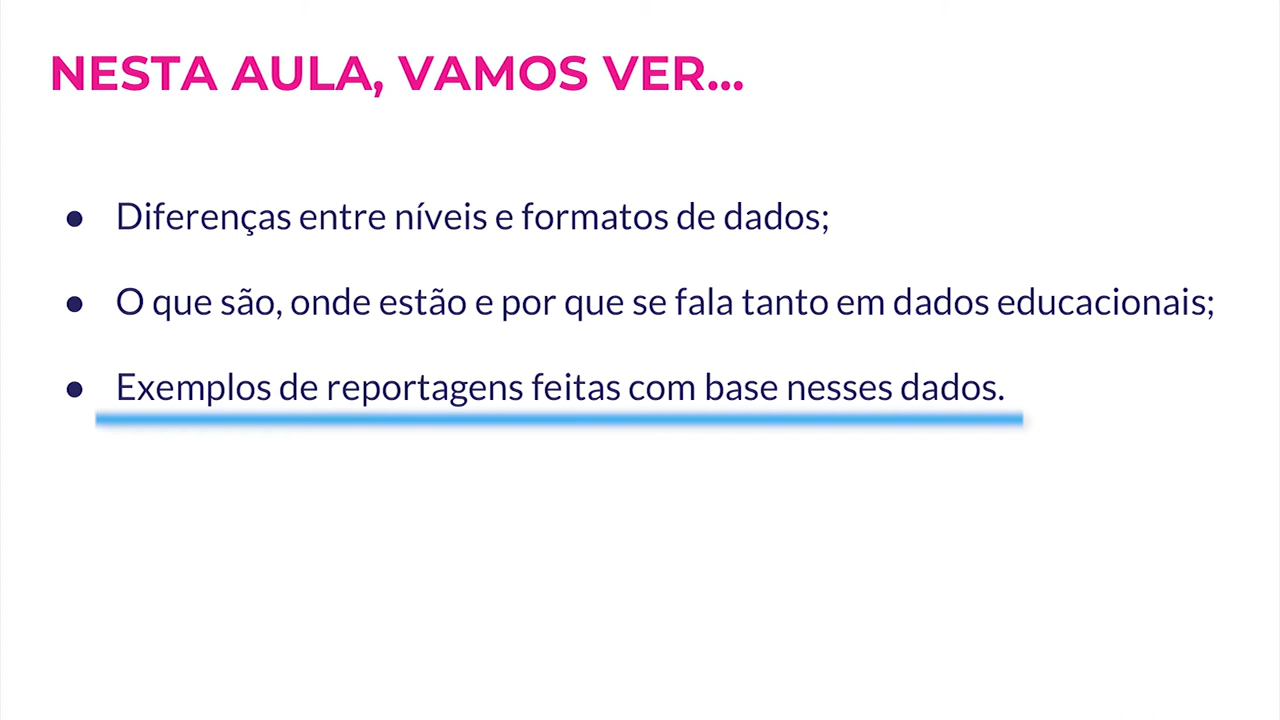 NESTA AULA, VAMOS VER...
● Diferenças entre níveis e formatos de dados;
● O que são, onde estão e por que se fala tanto em dados educacionais;
● Exemplos de reportagens feitas com base nesses dados.